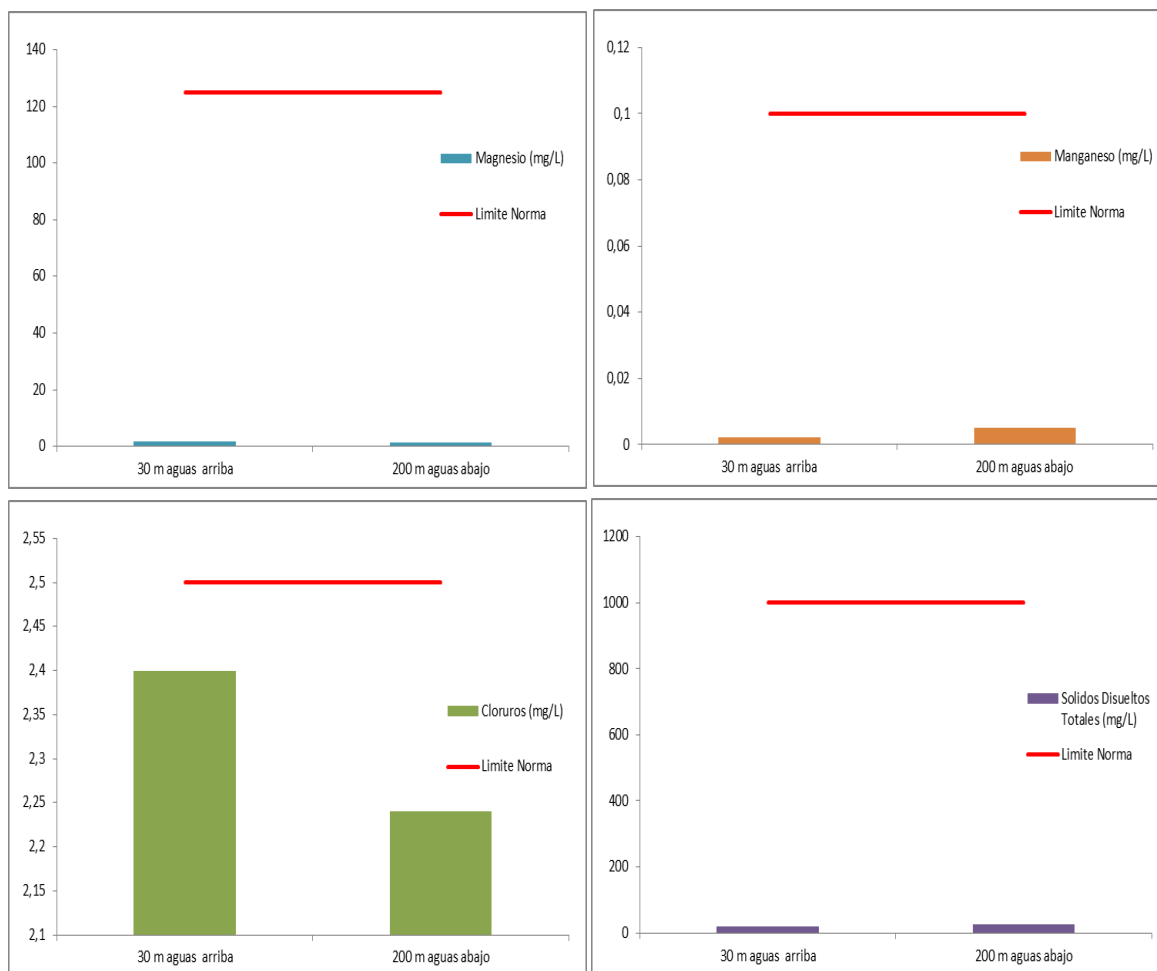 140
120
100
80
60
40
20
0
Magnesio (mg/L)
Limite Norma
30 m aguas arriba
200 m aguas abajo
0,12
0,1
0,08
0,06
0,04
0,02
0
Manganeso (mg/L)
Limite Norma
30 m aguas arriba
200 m aguas abajo
2,55
2,5
2,45
2,4
2,35
2,3
2,25
2,2
2,15
2,1
Cloruros (mg/L)
Limite Norma
30 m aguas arriba
200 m aguas abajo
1200
1000
800
600
400
200
0
Solidos Disueltos
Totales (mg/L)
Limite Norma
30 m aguas arriba
200 m aguas abajo